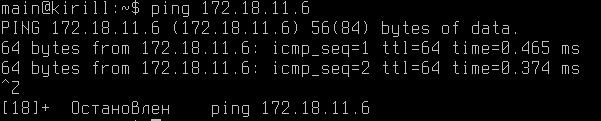 main@kirill:~$ ping 172.18.11.6
PING 172.18.11.6 (172.18.11.6) 56(84) bytes of data.
64 bytes from 172.18.11.6: icmp_seq=1 ttl=64 time=0.465 ms
64 bytes from 172.18.11.6: icmp_seq=2 ttl=64 time=0.374 ms
^Z
[18]+  Остановлен    ping 172.18.11.6